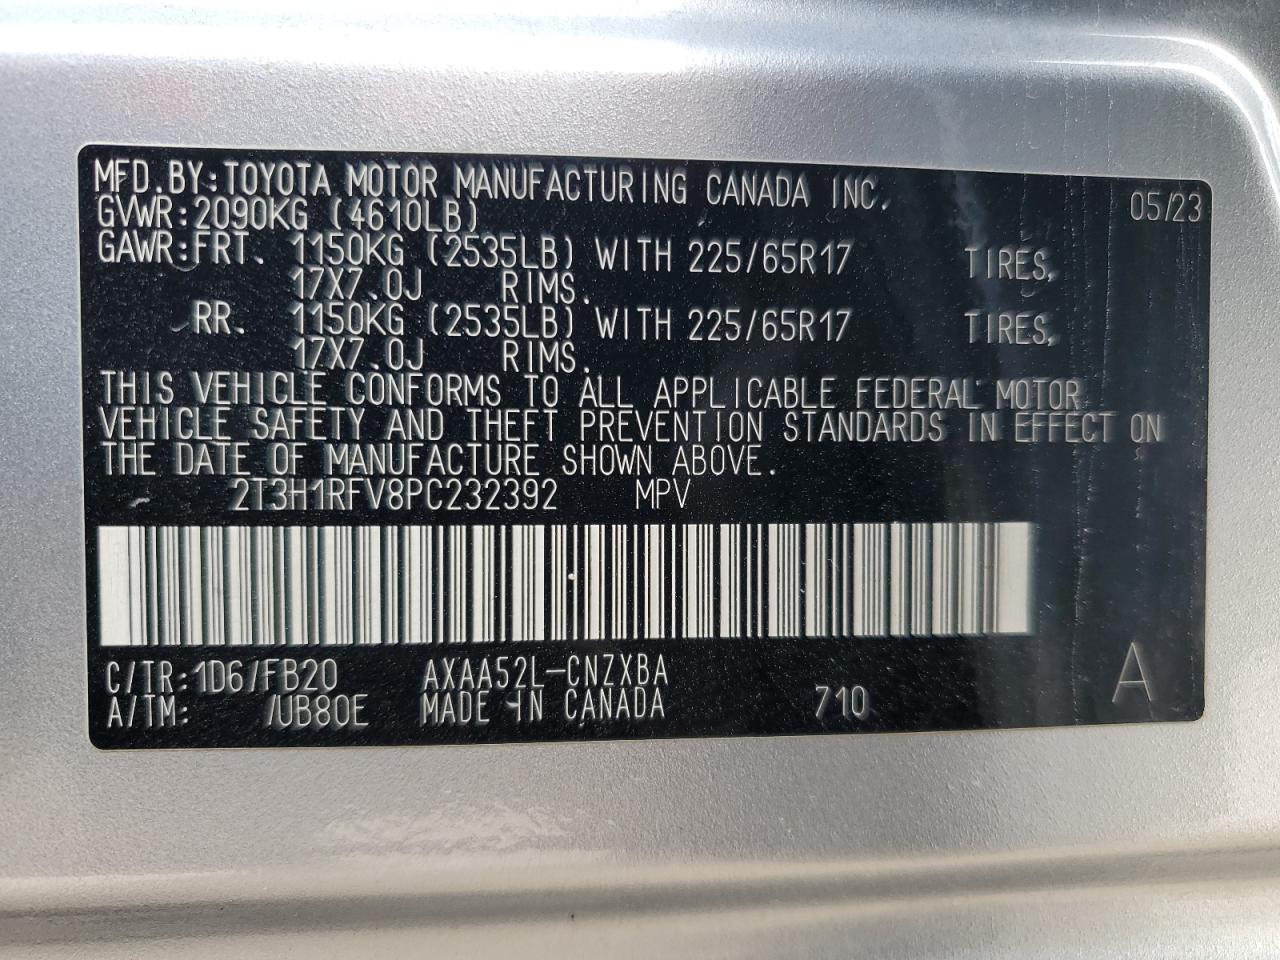 MFD.BY:TOYOTA MOTOR MANUFACTURING CANADA INC. 05/23
GVWR:2090KG (4610LB)
GAWR:FRT. 1150KG (2535LB) WITH 225/65R17 TIRES,
17X7.0J RIMS.
RR. 1150KG (2535LB) WITH 225/65R17 TIRES,
17X7.0J RIMS.
THIS VEHICLE CONFORMS TO ALL APPLICABLE FEDERAL MOTOR
VEHICLE SAFETY AND THEFT PREVENTION STANDARDS IN EFFECT ON
THE DATE OF MANUFACTURE SHOWN ABOVE.
2T3H1RFV8PC232392 MPV
C/TR:1D6/FB20 AXAA52L-CNZXBA A
A/TM: /UB80E MADE IN CANADA 710